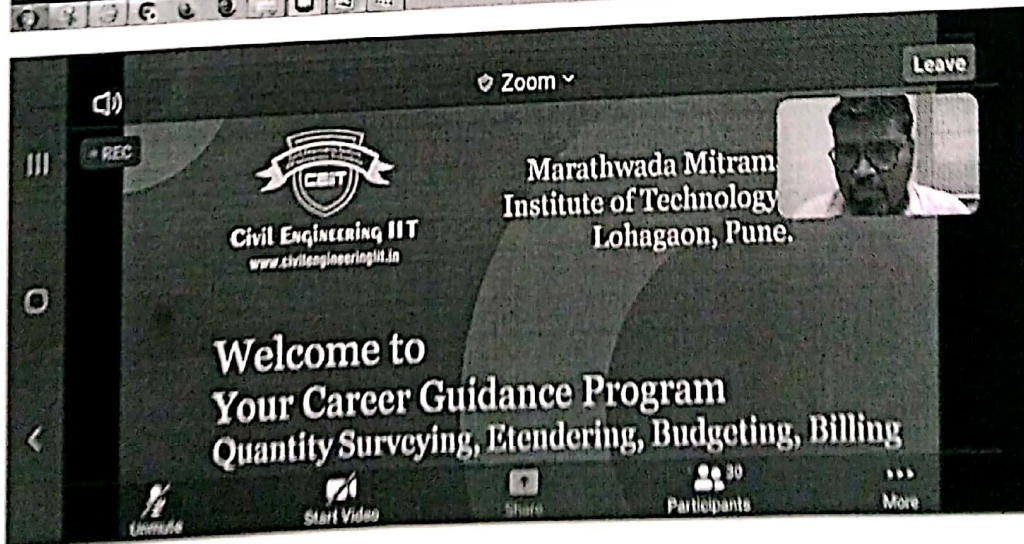 Zoom
Leave
REC
CEIT
Civil Engineering IIT
www.civilengineeringiit.in
Marathwada Mitram
Institute of Technology
Lohagaon, Pune.
Welcome to
Your Career Guidance Program
Quantity Surveying, Etendering, Budgeting, Billing
Unmute
Start Video
Share
30
Participants
More